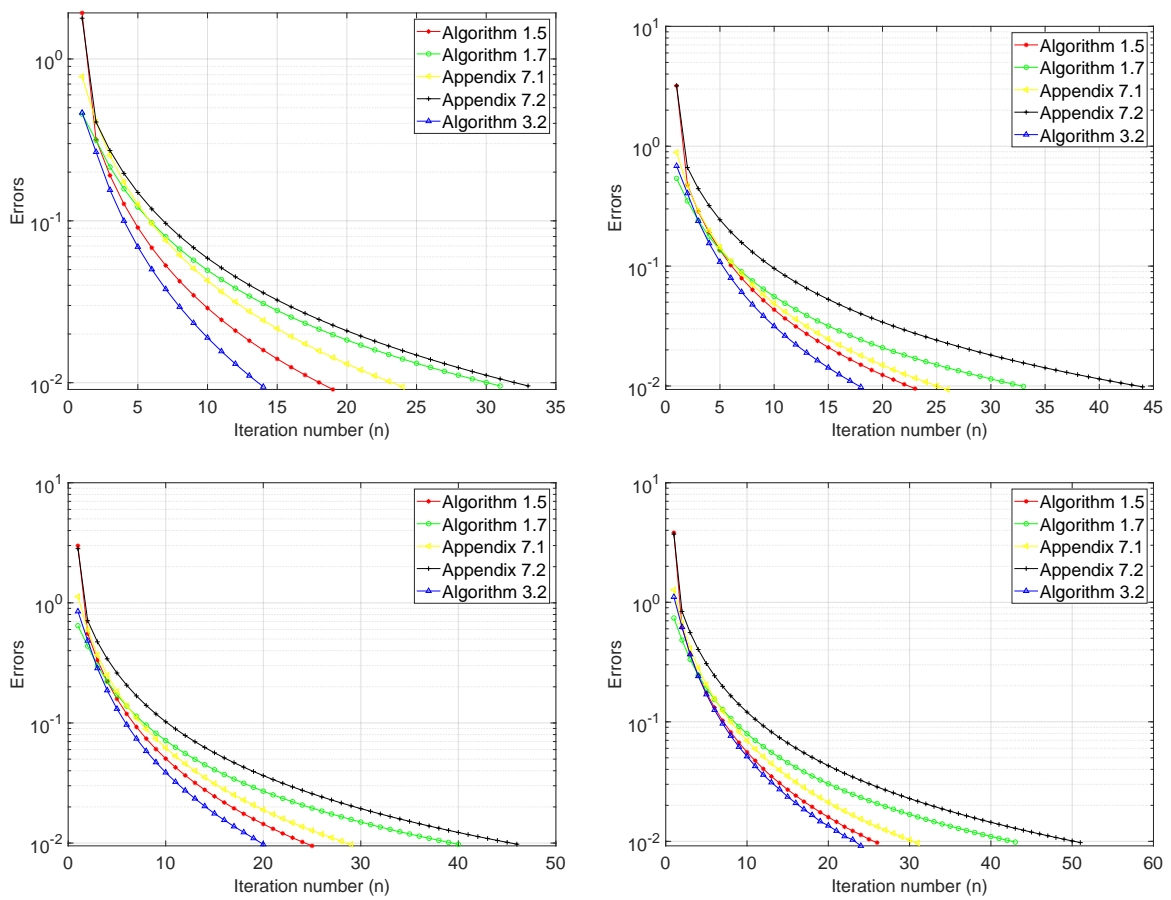 Errors
10^0
10^-1
10^-2
0 5 10 15 20 25 30 35
Iteration number (n)
Algorithm 1.5
Algorithm 1.7
Appendix 7.1
Appendix 7.2
Algorithm 3.2
Errors
10^1
10^0
10^-1
10^-2
0 5 10 15 20 25 30 35 40 45
Iteration number (n)
Algorithm 1.5
Algorithm 1.7
Appendix 7.1
Appendix 7.2
Algorithm 3.2
Errors
10^1
10^0
10^-1
10^-2
0 10 20 30 40 50
Iteration number (n)
Algorithm 1.5
Algorithm 1.7
Appendix 7.1
Appendix 7.2
Algorithm 3.2
Errors
10^1
10^0
10^-1
10^-2
0 10 20 30 40 50 60
Iteration number (n)
Algorithm 1.5
Algorithm 1.7
Appendix 7.1
Appendix 7.2
Algorithm 3.2